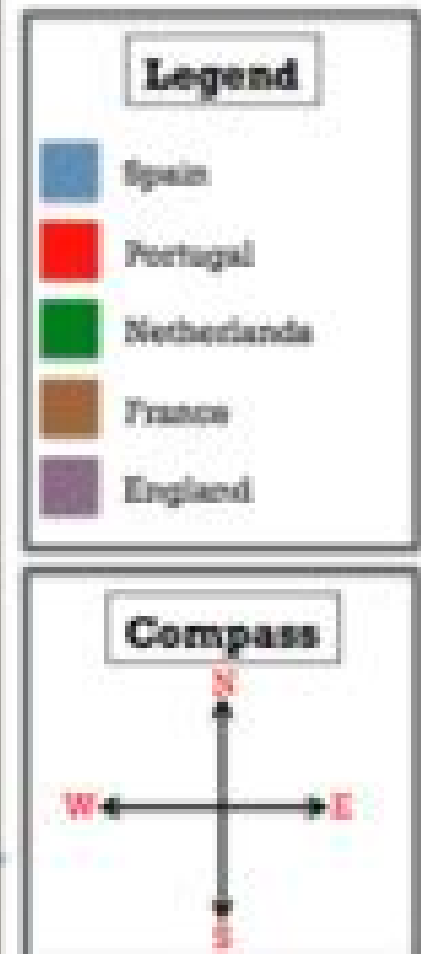 Legend
Spain
Portugal
Netherlands
France
England
Compass
N
W E
S